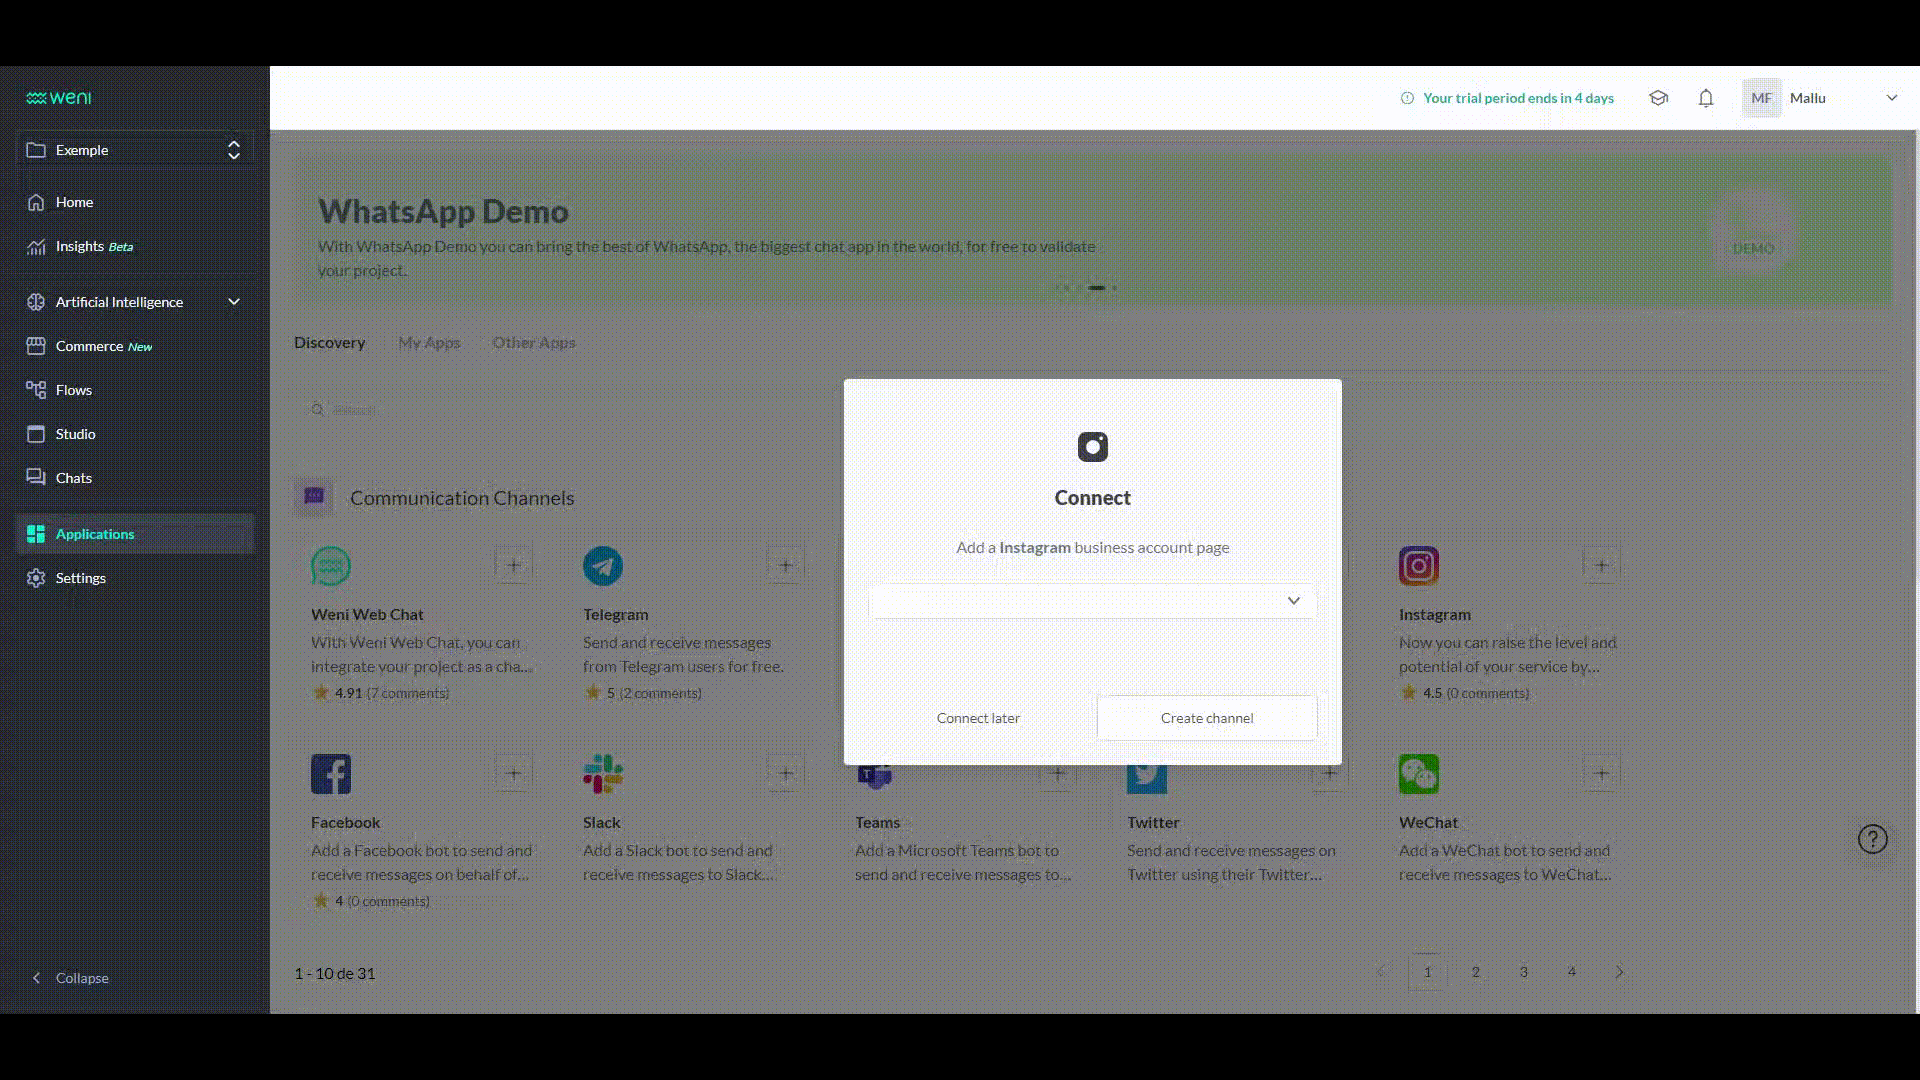 weni
Your trial period ends in 4 days
MF
Mallu
Exemple
Home
Insights Beta
Artificial Intelligence
Commerce New
Flows
Studio
Chats
Applications
Settings
Collapse
WhatsApp Demo
With WhatsApp Demo you can bring the best of WhatsApp, the biggest chat app in the world, for free to validate
your project.
DEMO
Discovery
My Apps
Other Apps
Communication Channels
Connect
Add a Instagram business account page
Connect later
Create channel
Weni Web Chat
With Weni Web Chat, you can
integrate your project as a cha...
4.91 (7 comments)
Telegram
Send and receive messages
from Telegram users for free.
5 (2 comments)
Instagram
Now you can raise the level and
potential of your service by...
4.5 (0 comments)
Facebook
Add a Facebook bot to send and
receive messages on behalf of...
4 (0 comments)
Slack
Add a Slack bot to send and
receive messages to Slack...
Teams
Add a Microsoft Teams bot to
send and receive messages to...
Twitter
Send and receive messages on
Twitter using their Twitter...
WeChat
Add a WeChat bot to send and
receive messages to WeChat...
1 - 10 de 31
1 2 3 4